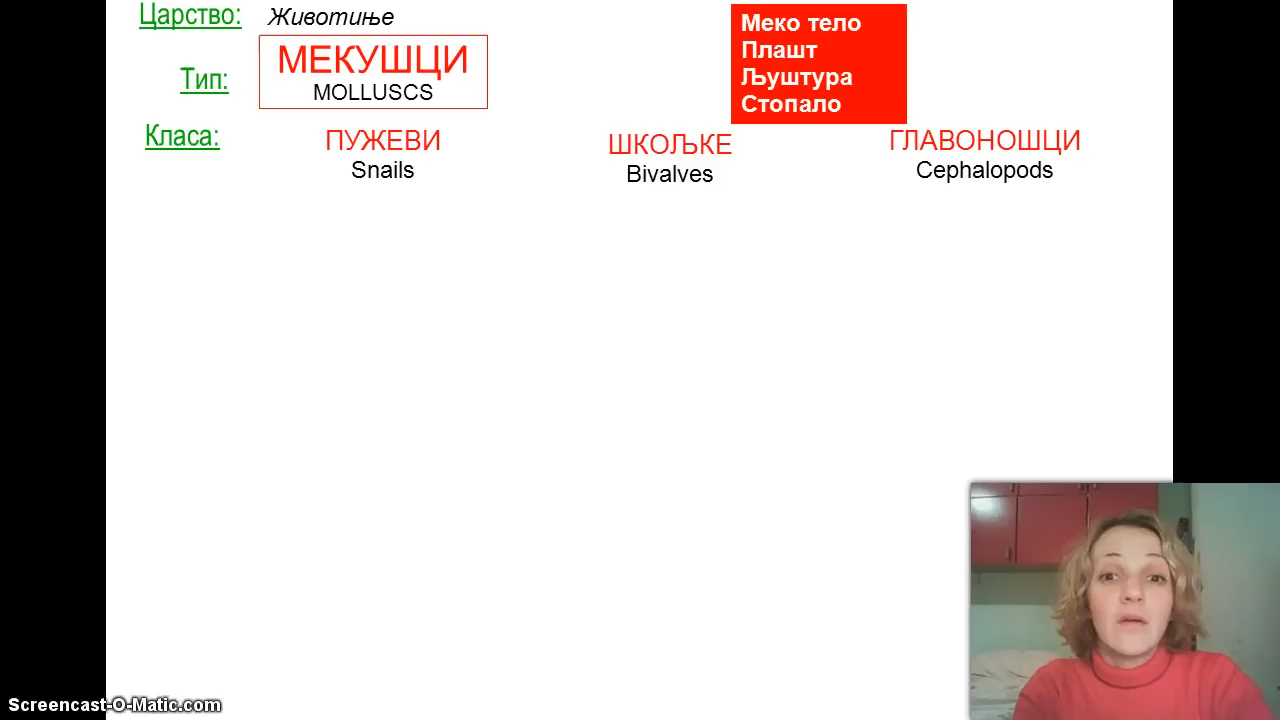 Царство: Животиње
Тип: МЕКУШЦИ
MOLLUSCS
Меко тело
Плашт
Љуштура
Стопало
Класа: ПУЖЕВИ ШКОЉКЕ ГЛАВОНОШЦИ
Snails Bivalves Cephalopods
Screencast-O-Matic.com